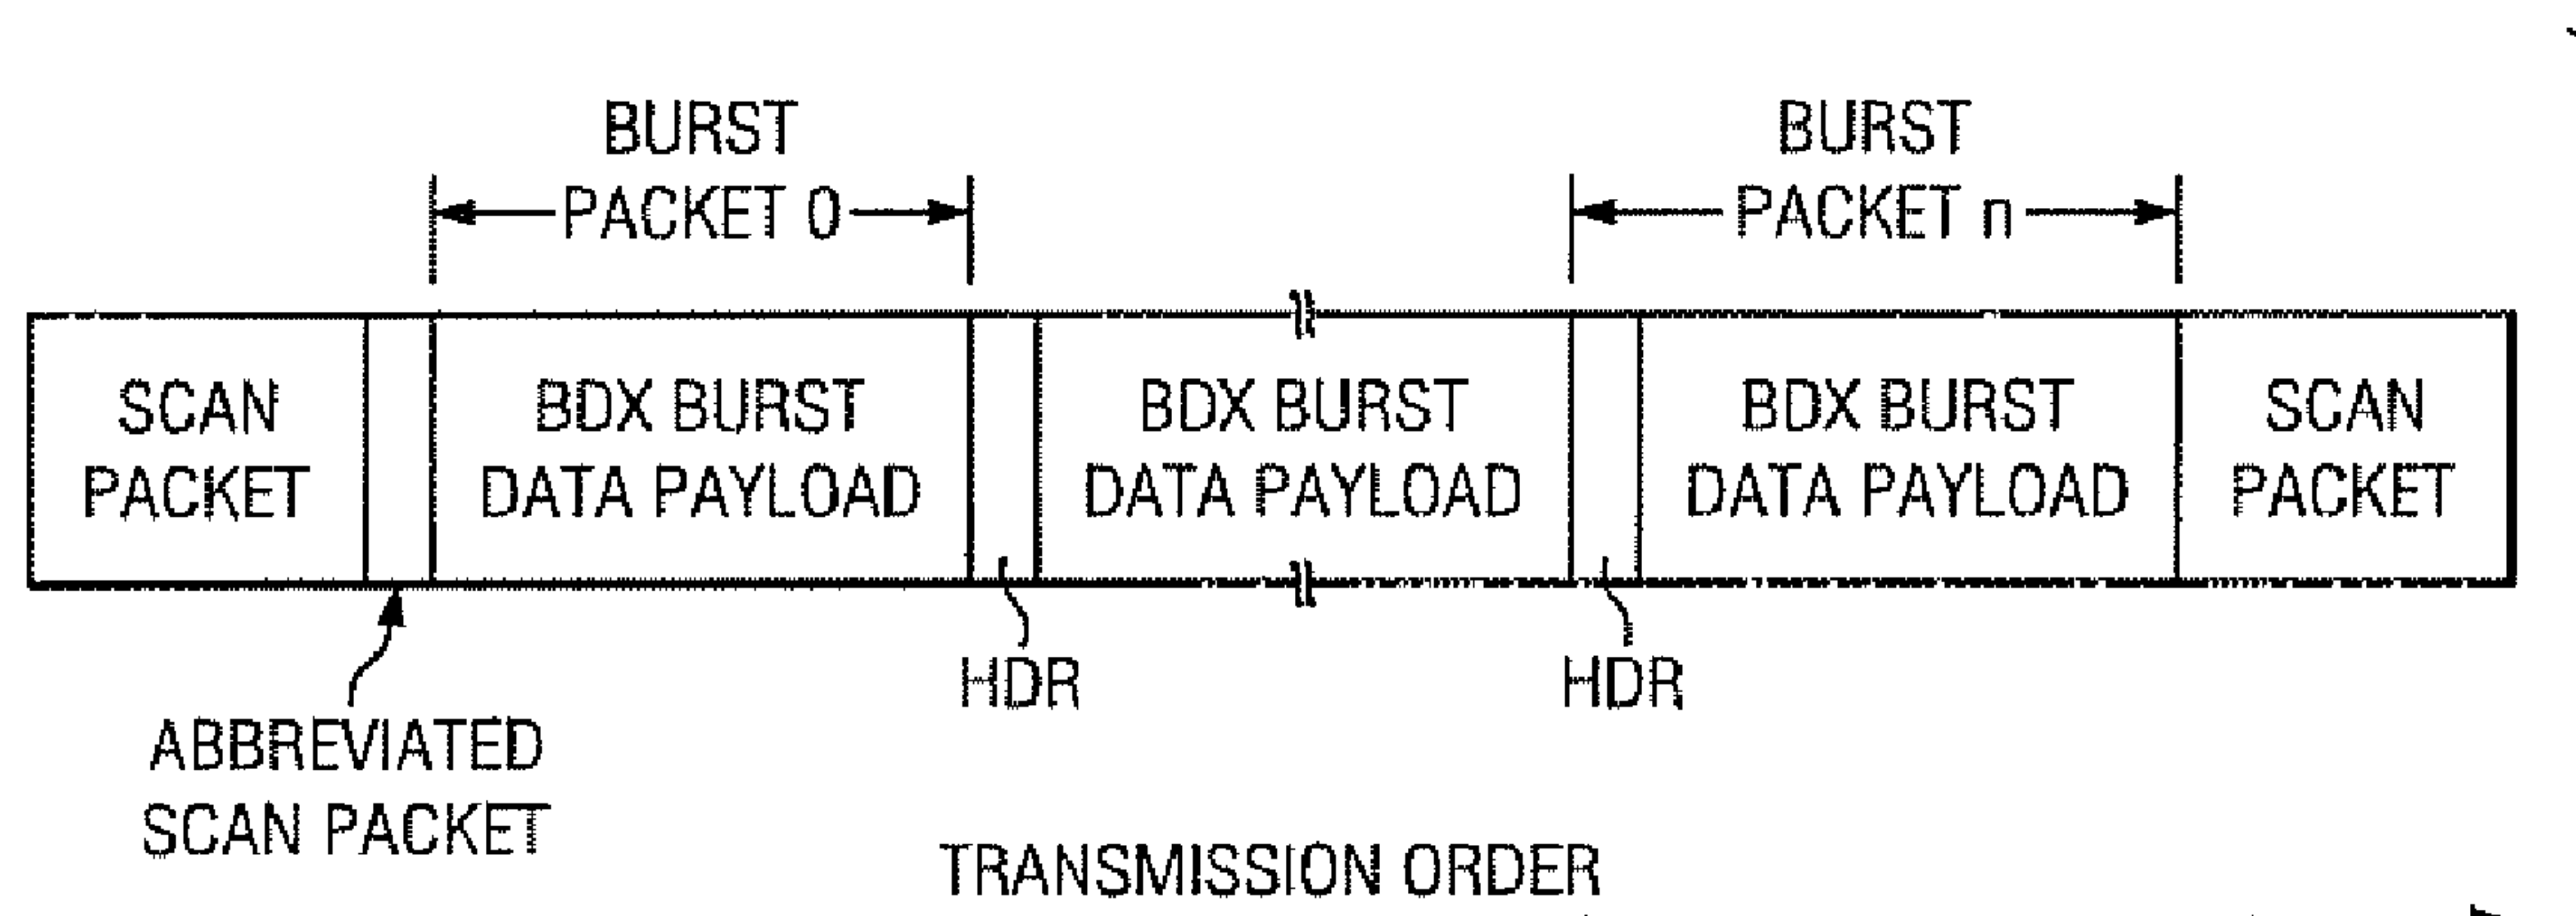 BURST
PACKET 0
BURST
PACKET n
SCAN
PACKET
BDX BURST
DATA PAYLOAD
BDX BURST
DATA PAYLOAD
BDX BURST
DATA PAYLOAD
SCAN
PACKET
HDR
HDR
ABBREVIATED
SCAN PACKET
TRANSMISSION ORDER